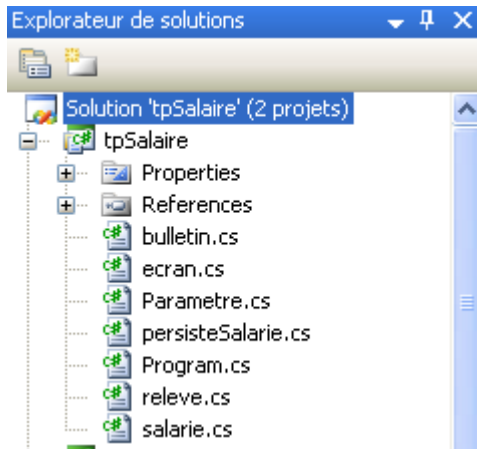 Explorateur de solutions
Solution 'tpSalaire' (2 projets)
tpSalaire
Properties
References
bulletin.cs
ecran.cs
Parametre.cs
persisteSalarie.cs
Program.cs
releve.cs
salarie.cs